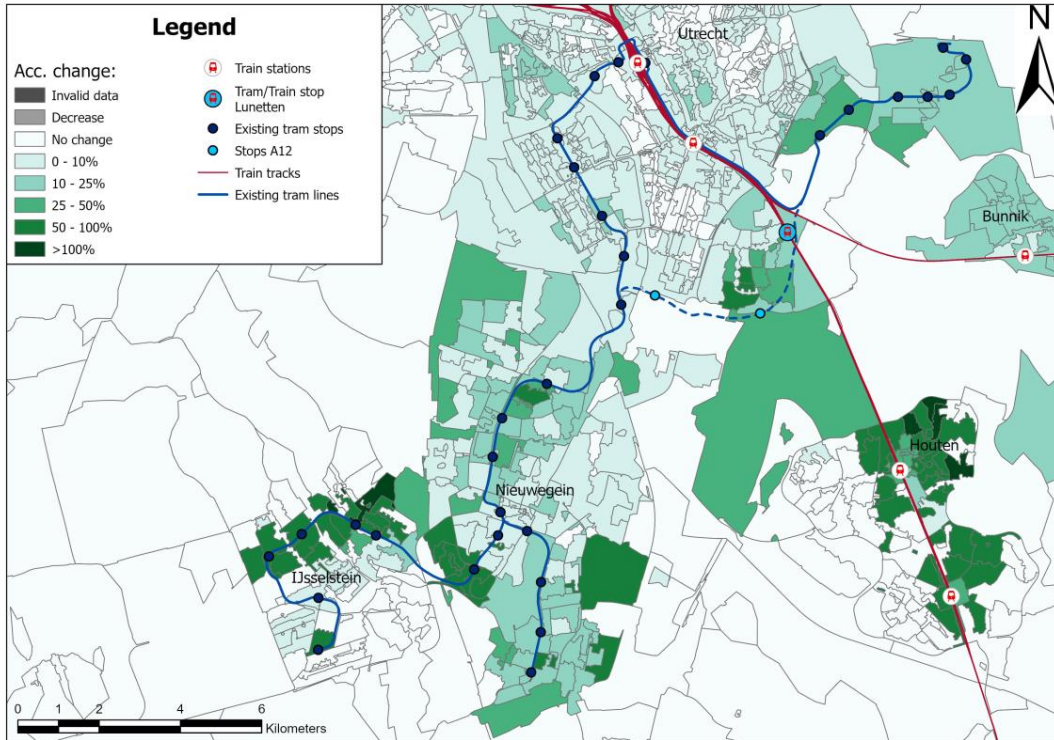 Legend
Acc. change:
Invalid data
Decrease
No change
0 - 10%
10 - 25%
25 - 50%
50 - 100%
>100%
Train stations
Tram/Train stop
Lunetten
Existing tram stops
Stops A12
Train tracks
Existing tram lines
Utrecht
N
Bunnik
Houten
Nieuwegein
IJsselstein
0 1 2 4 6
Kilometers